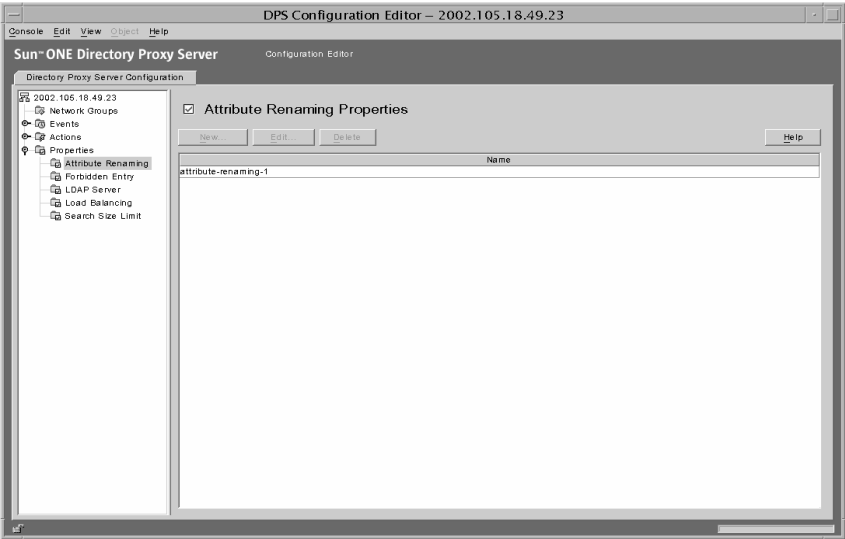 DPS Configuration Editor – 2002.105.18.49.23
Console Edit View Object Help
Sun™ ONE Directory Proxy Server Configuration Editor
Directory Proxy Server Configuration
2002.105.18.49.23
Network Groups
Events
Actions
Properties
Attribute Renaming
Forbidden Entry
LDAP Server
Load Balancing
Search Size Limit
Attribute Renaming Properties
New... Edit... Delete Help
Name
attribute-renaming-1